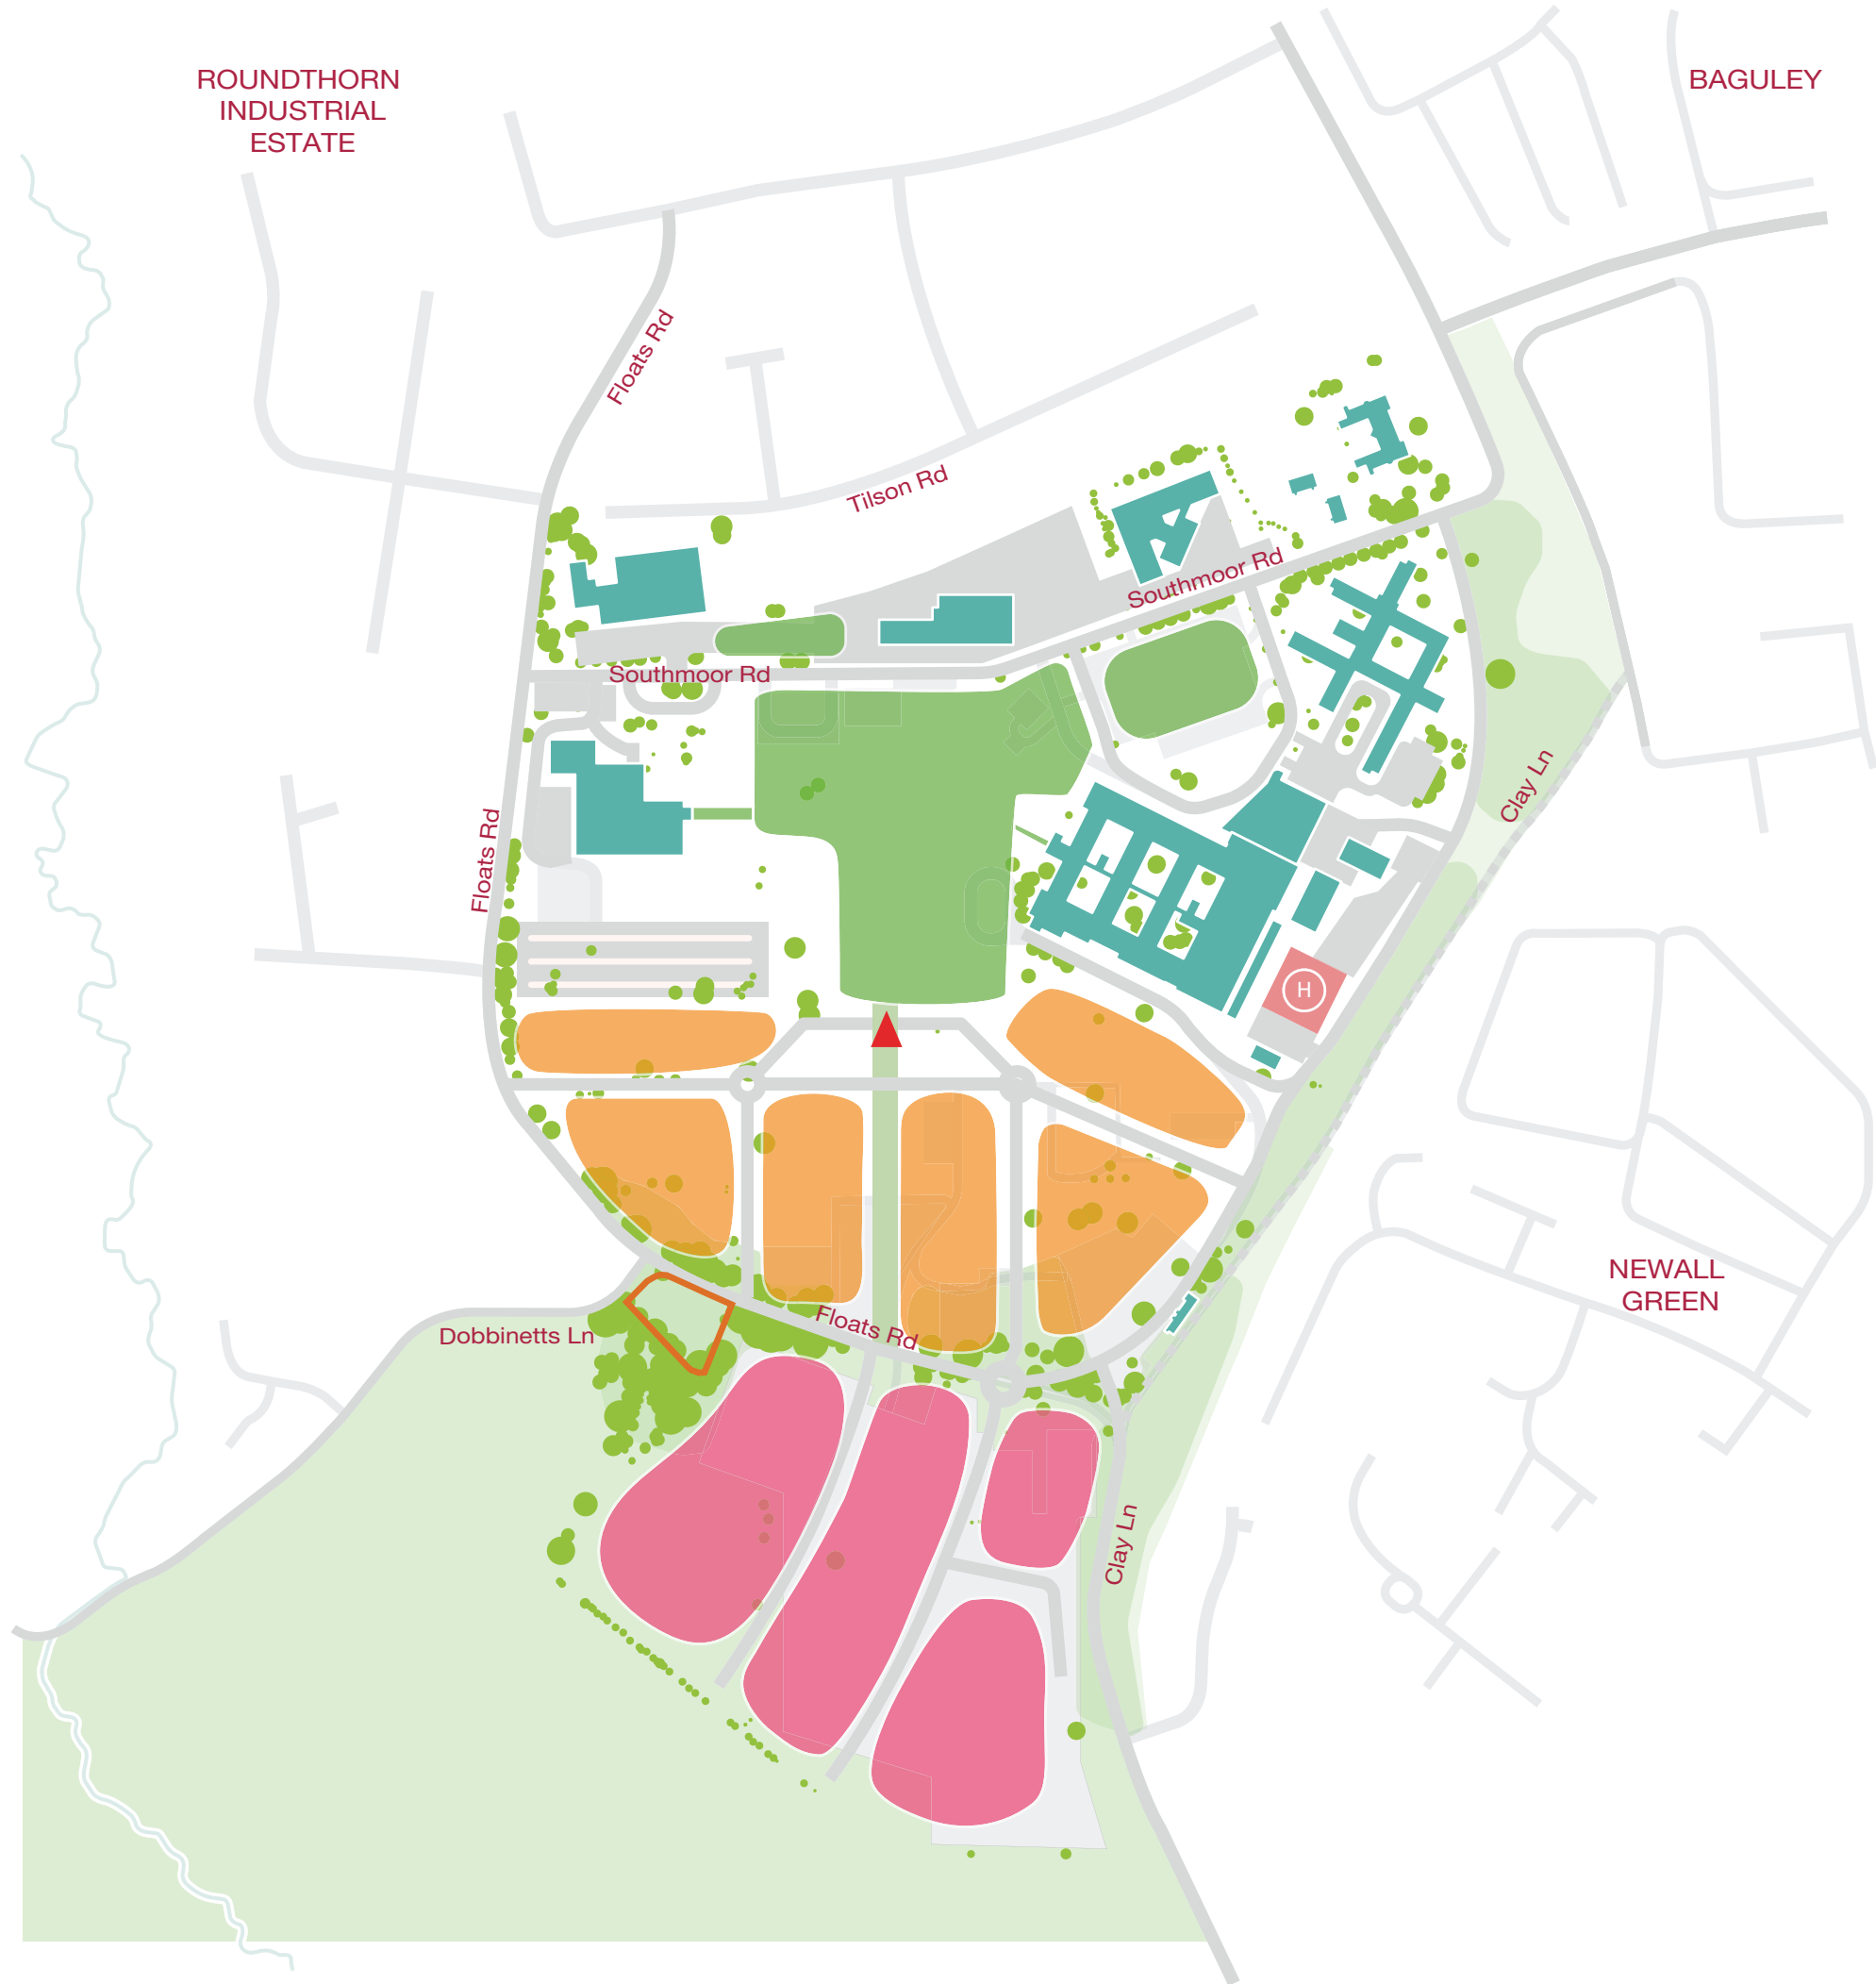 ROUNDTHORN
INDUSTRIAL
ESTATE
BAGULEY
Floats Rd
Tilson Rd
Southmoor Rd
Southmoor Rd
Clay Ln
Floats Rd
H
NEWALL
GREEN
Floats Rd
Dobbinetts Ln
Clay Ln